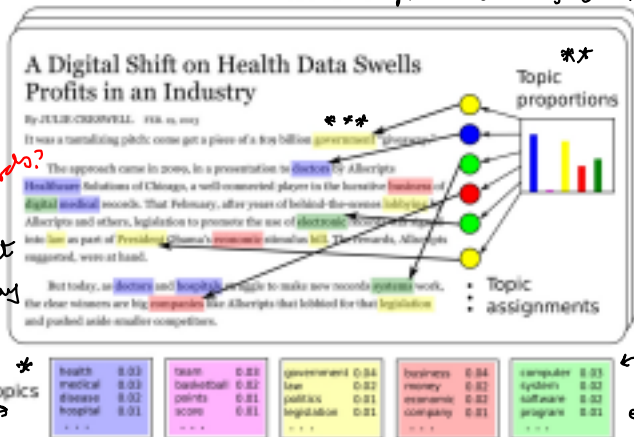 **
A Digital Shift on Health Data Swells
Profits in an Industry
Topic
proportions
By JULIE CRESWELL FEB. 19, 2013
***
It was a tantalizing pitch: come get a piece of a $19 billion government "giveaway."
ds?
The approach came in 2009, in a presentation to doctors by Allscripts
Healthcare Solutions of Chicago, a well-connected player in the lucrative business of
digital medical records. That February, after years of behind-the-scenes lobbying
Allscripts and others, legislation to promote the use of electronic
into law as part of President Obama's economic stimulus bill. The rewards, Allscripts
suggested, were at hand.
But today, as doctors and hospitals struggle to make new records systems work,
the clear winners are big companies like Allscripts that lobbied for that legislation
and pushed aside smaller competitors.
Topic
assignments
*
opics
health 0.03
medical 0.03
disease 0.02
hospital 0.01
...
team 0.03
basketball 0.02
points 0.01
score 0.01
...
government 0.04
law 0.02
politics 0.01
legislation 0.01
...
business 0.04
money 0.02
economic 0.02
company 0.01
...
computer 0.03
system 0.02
software 0.02
program 0.01
...